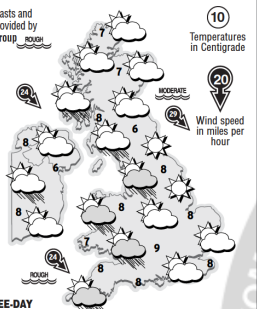 asts and
ovided by
roup
ROUGH
10
Temperatures
in Centigrade
20
Wind speed
in miles per
hour
7
7
24
MODERATE
29
8
6
8
6
8
8
8
8
7
9
24
8
8
8
ROUGH
EE-DAY